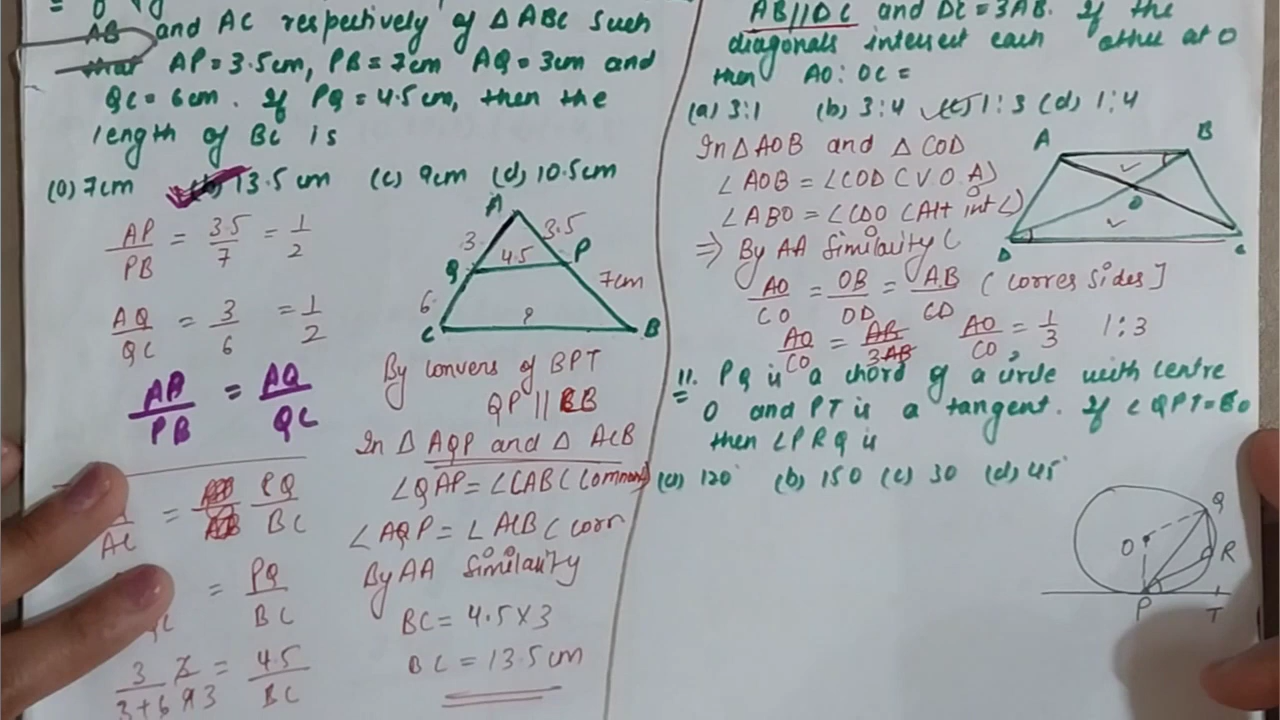 AB and AC respectively of Δ ABC such
that AP = 3.5cm, PB = 7cm AQ = 3cm and
QC = 6cm. If PQ = 4.5 cm, then the
length of BC is
(a) 7cm (b) 13.5 cm (c) 9cm (d) 10.5cm
AP/PB = 3.5/7 = 1/2
AQ/QC = 3/6 = 1/2
AP/PB = AQ/QC
A
3
3.5
4.5
Q
P
6
7cm
C
?
B
By convers of BPT
QP || CB
In Δ AQP and Δ ACB
∠QAP = ∠CAB (Common)
∠AQP = ∠ACB (corr
By AA similarity
AC = PQ/BC
= PQ/BC
3/3+6 = 4.5/BC
BC = 4.5 × 3
BC = 13.5 cm
AB || DC and DC = 3AB. If the
diagonals intersect each other at O
then AO : OC =
(a) 3:1 (b) 3:4 (c) 1:3 (d) 1:4
In Δ AOB and Δ COD
∠AOB = ∠COD (V.O.A)
∠ABO = ∠CDO (Alt int ∠)
⇒ By AA Similarity
AO/CO = OB/OD = AB/CD (corres sides]
AO/CO = AB/3AB AO/CO = 1/3 1:3
A
B
O
D
C
11. PQ is a chord of a circle with centre
O and PT is a tangent. If ∠QPT = 60
then ∠PRQ is
(a) 120° (b) 150 (c) 30 (d) 45°
Q
O
R
P
T